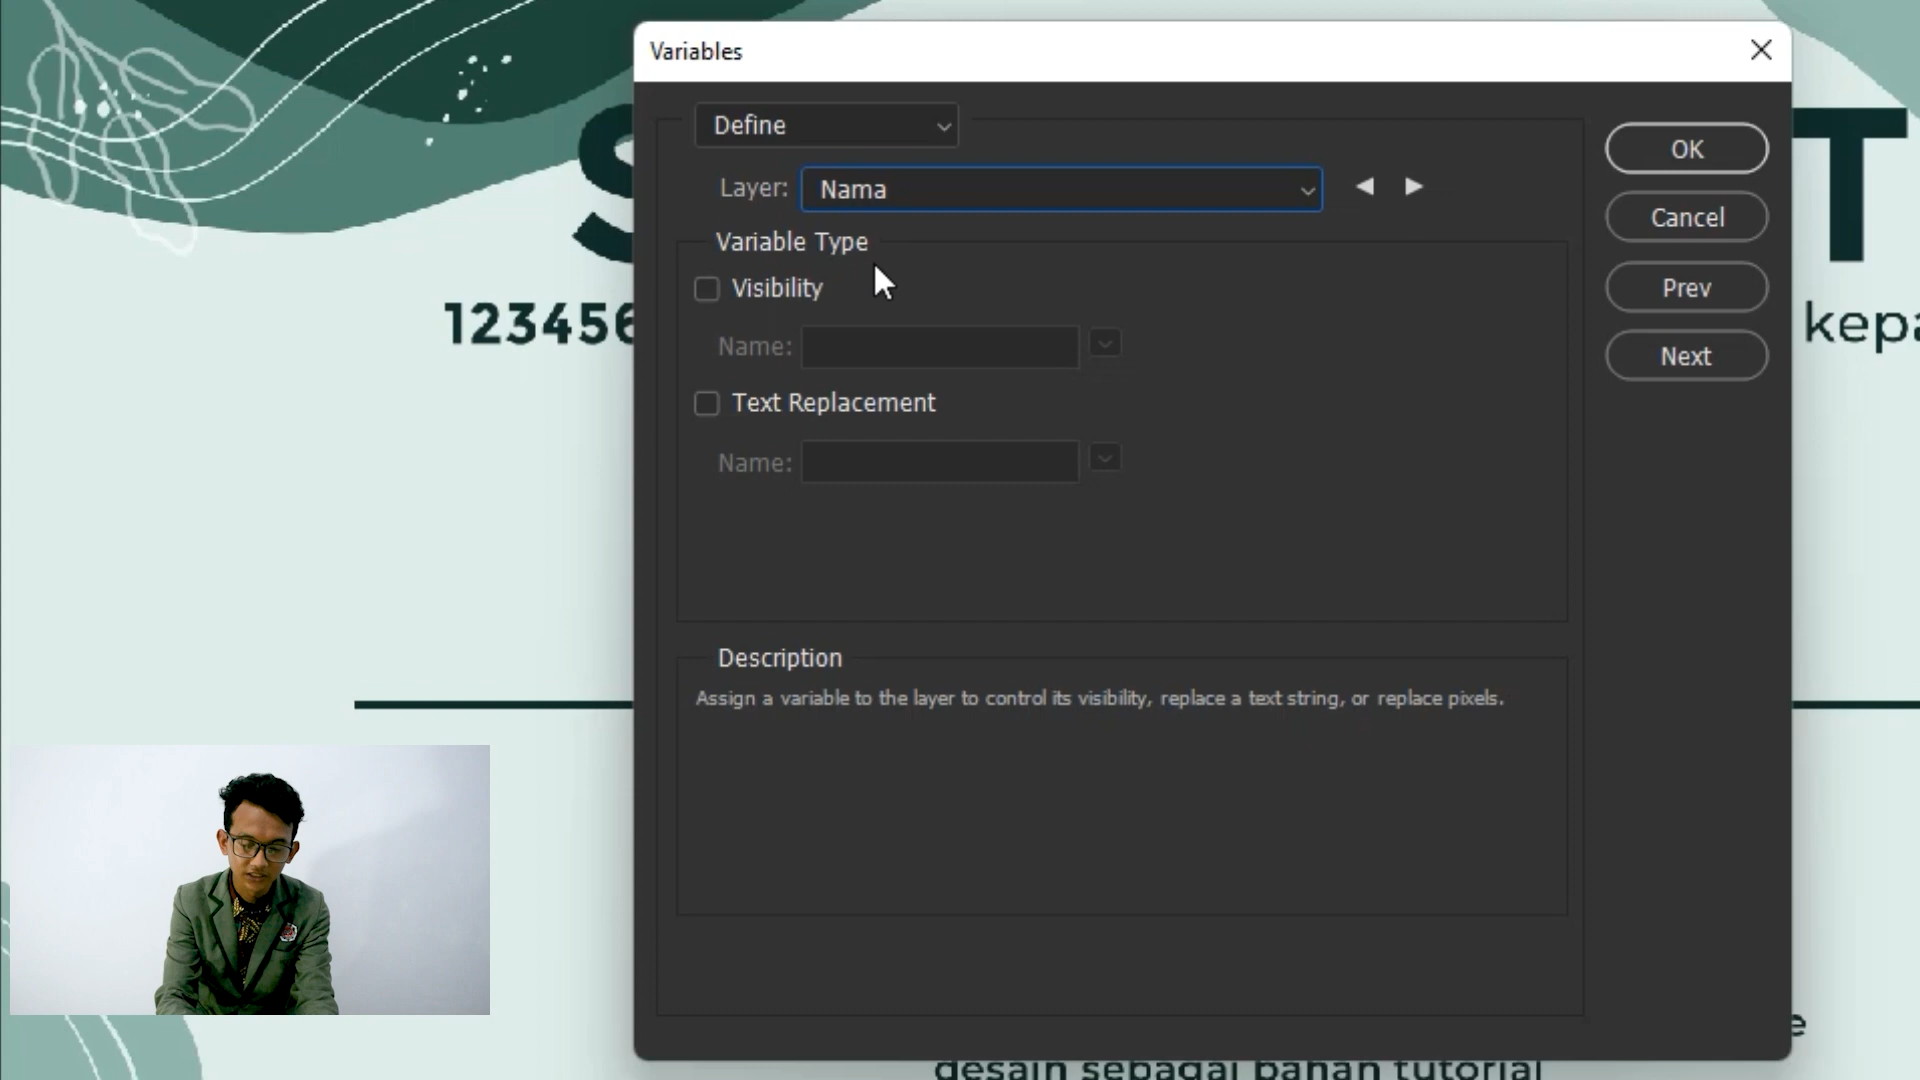 Variables
Define
Layer: Nama
Variable Type
Visibility
Name:
Text Replacement
Name:
Description
Assign a variable to the layer to control its visibility, replace a text string, or replace pixels.
OK
Cancel
Prev
Next
S
T
123456
kepa
e
desain sebagai bahan tutorial